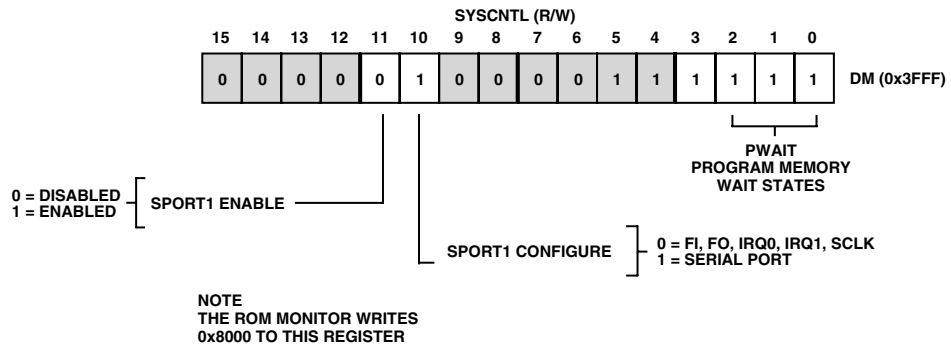 SYSCNTL (R/W)
15 14 13 12 11 10 9 8 7 6 5 4 3 2 1 0
0 0 0 0 0 1 0 0 0 0 1 1 1 1 1 1 DM (0x3FFF)
PWAIT
PROGRAM MEMORY
WAIT STATES
0 = DISABLED
1 = ENABLED
SPORT1 ENABLE
SPORT1 CONFIGURE
0 = FI, FO, IRQ0, IRQ1, SCLK
1 = SERIAL PORT
NOTE
THE ROM MONITOR WRITES
0x8000 TO THIS REGISTER